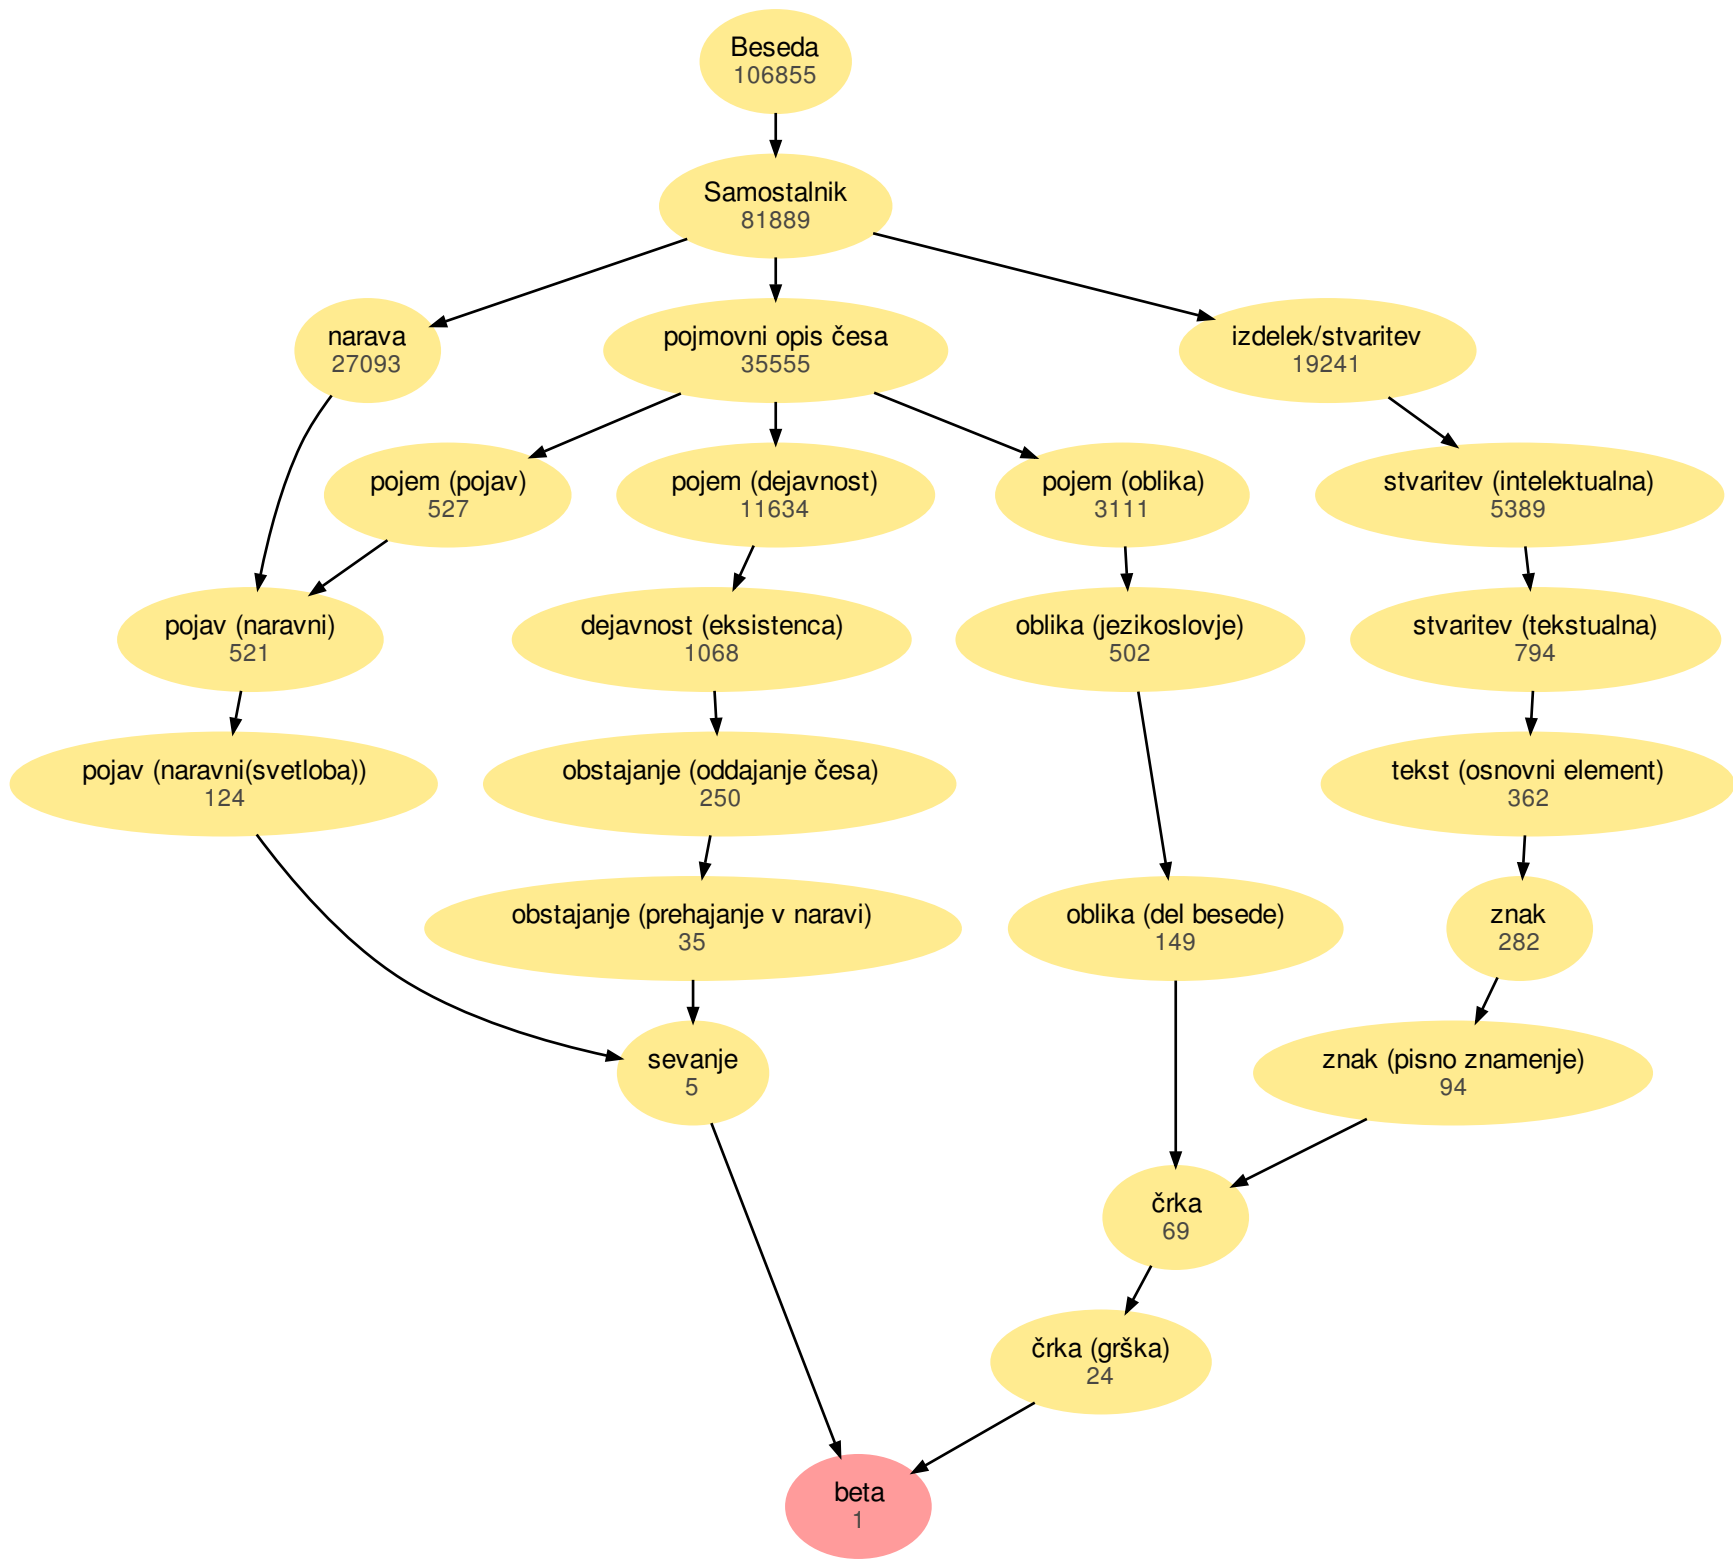 Beseda
106855
Samostalnik
81889
narava
27093
pojmovni opis česa
35555
izdelek/stvaritev
19241
pojem (pojav)
527
pojem (dejavnost)
11634
pojem (oblika)
3111
stvaritev (intelektualna)
5389
pojav (naravni)
521
dejavnost (eksistenca)
1068
oblika (jezikoslovje)
502
stvaritev (tekstualna)
794
pojav (naravni(svetloba))
124
obstajanje (oddajanje česa)
250
tekst (osnovni element)
362
obstajanje (prehajanje v naravi)
35
oblika (del besede)
149
znak
282
sevanje
5
znak (pisno znamenje)
94
črka
69
črka (grška)
24
beta
1